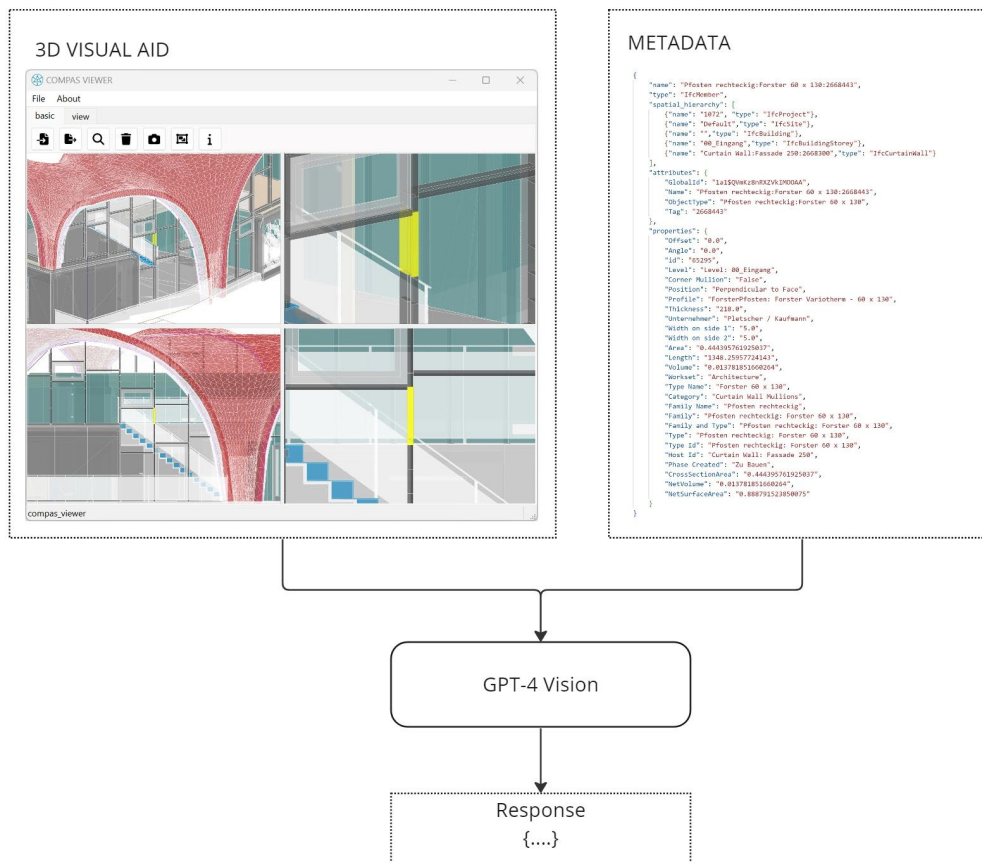 3D VISUAL AID
COMPAS VIEWER
File About
basic view
compas_viewer
METADATA
{
"name": "Pfosten rechteckig:Forster 60 x 130:2668443",
"type": "IfcMember",
"spatial_hierarchy": [
{"name": "1072", "type": "IfcProject"},
{"name": "Default","type": "IfcSite"},
{"name": "","type": "IfcBuilding"},
{"name": "00_Eingang","type": "IfcBuildingStorey"},
{"name": "Curtain Wall:Fassade 250:2668300","type": "IfcCurtainWall"}
],
"attributes": {
"Name": "Pfosten rechteckig:Forster 60 x 130:2668443",
"ObjectType": "Pfosten rechteckig:Forster 60 x 130",
"Tag": "2668443"
},
"properties": {
"Offset": "0.0",
"Angle": "0.0",
"id": "65295",
"Level": "Level: 00_Eingang",
"Corner Mullion": "False",
"Position": "Perpendicular to Face",
"Profile": "ForsterPfosten: Forster Variotherm - 60 x 130",
"Thickness": "218.0",
"Unternehmer": "Pletscher / Kaufmann",
"Width on side 1": "5.0",
"Width on side 2": "5.0",
"Area": "0.444395761925037",
"Length": "1348.25957724143",
"Volume": "0.013781851660264",
"Workset": "Architecture",
"Type Name": "Forster 60 x 130",
"Category": "Curtain Wall Mullions",
"Family Name": "Pfosten rechteckig",
"Family": "Pfosten rechteckig: Forster 60 x 130",
"Family and Type": "Pfosten rechteckig: Forster 60 x 130",
"Type": "Pfosten rechteckig: Forster 60 x 130",
"Type Id": "Pfosten rechteckig: Forster 60 x 130",
"Host Id": "Curtain Wall: Fassade 250",
"Phase Created": "Zu Bauen",
"CrossSectionArea": "0.444395761925037",
"NetVolume": "0.013781851660264",
"NetSurfaceArea": "0.888791523850075"
}
}
GPT-4 Vision
Response
{....}